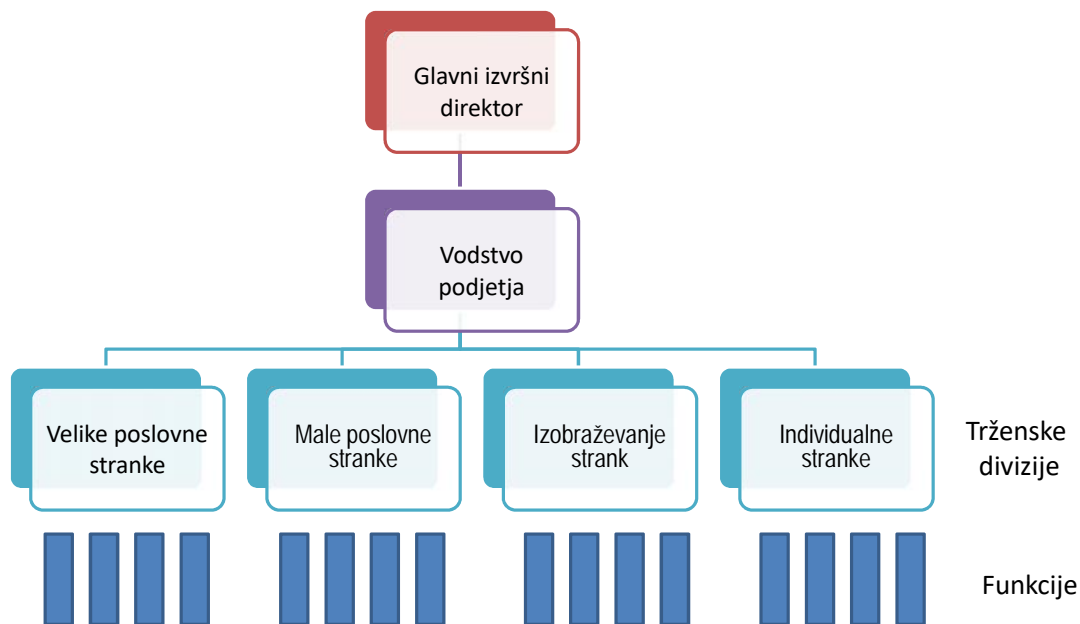 Glavni izvršni
direktor
Vodstvo
podjetja
Velike poslovne
stranke
Male poslovne
stranke
Izobraževanje
strank
Individualne
stranke
Trženske
divizije
Funkcije